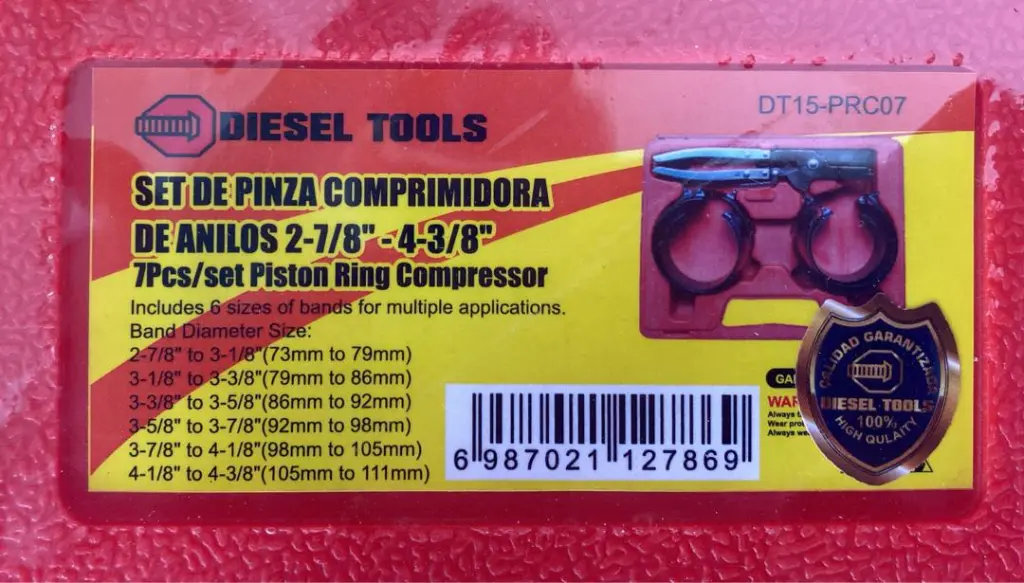 DIESEL TOOLS
DT15-PRC07
SET DE PINZA COMPRIMIDORA
DE ANILOS 2-7/8" - 4-3/8"
7Pcs/set Piston Ring Compressor
Includes 6 sizes of bands for multiple applications.
Band Diameter Size:
2-7/8" to 3-1/8"(73mm to 79mm)
3-1/8" to 3-3/8"(79mm to 86mm)
3-3/8" to 3-5/8"(86mm to 92mm)
3-5/8" to 3-7/8"(92mm to 98mm)
3-7/8" to 4-1/8"(98mm to 105mm)
4-1/8" to 4-3/8"(105mm to 111mm)
6 987021 127869
Always
Wear
Always
CALIDAD GARANTIZADA
DIESEL TOOLS
100%
HIGH QULAITY